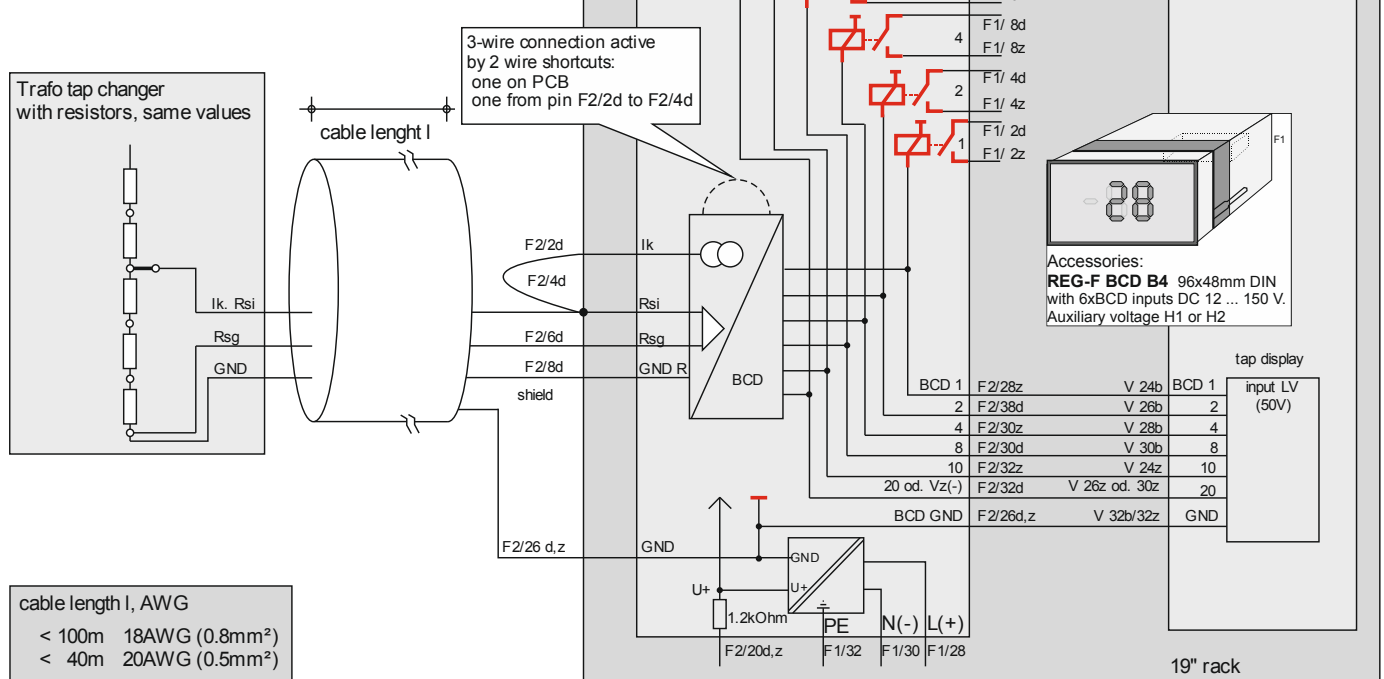 3-wire connection active
by 2 wire shortcuts:
one on PCB
one from pin F2/2d to F2/4d
Trafo tap changer
with resistors, same values
cable lenght l
Ik. Rsi
Rsg
GND
F2/2d
F2/4d
F2/6d
F2/8d
shield
Ik
Rsi
Rsg
GND R
BCD
4
F1/ 8d
F1/ 8z
2
F1/ 4d
F1/ 4z
1
F1/ 2d
F1/ 2z
F1
-28
Accessories:
REG-F BCD B4 96x48mm DIN
with 6xBCD inputs DC 12 ... 150 V.
Auxiliary voltage H1 or H2
tap display
input LV
(50V)
BCD 1 F2/28z V 24b BCD 1
2 F2/38d V 26b 2
4 F2/30z V 28b 4
8 F2/30d V 30b 8
10 F2/32z V 24z 10
20 od. Vz(-) F2/32d V 26z od. 30z 20
BCD GND F2/26d,z V 32b/32z GND
F2/26 d,z GND
GND
U+
U+
1.2kOhm
PE
N(-)
L(+)
F2/20d,z
F1/32
F1/30
F1/28
cable length l, AWG
< 100m 18AWG (0.8mm²)
< 40m 20AWG (0.5mm²)
19" rack